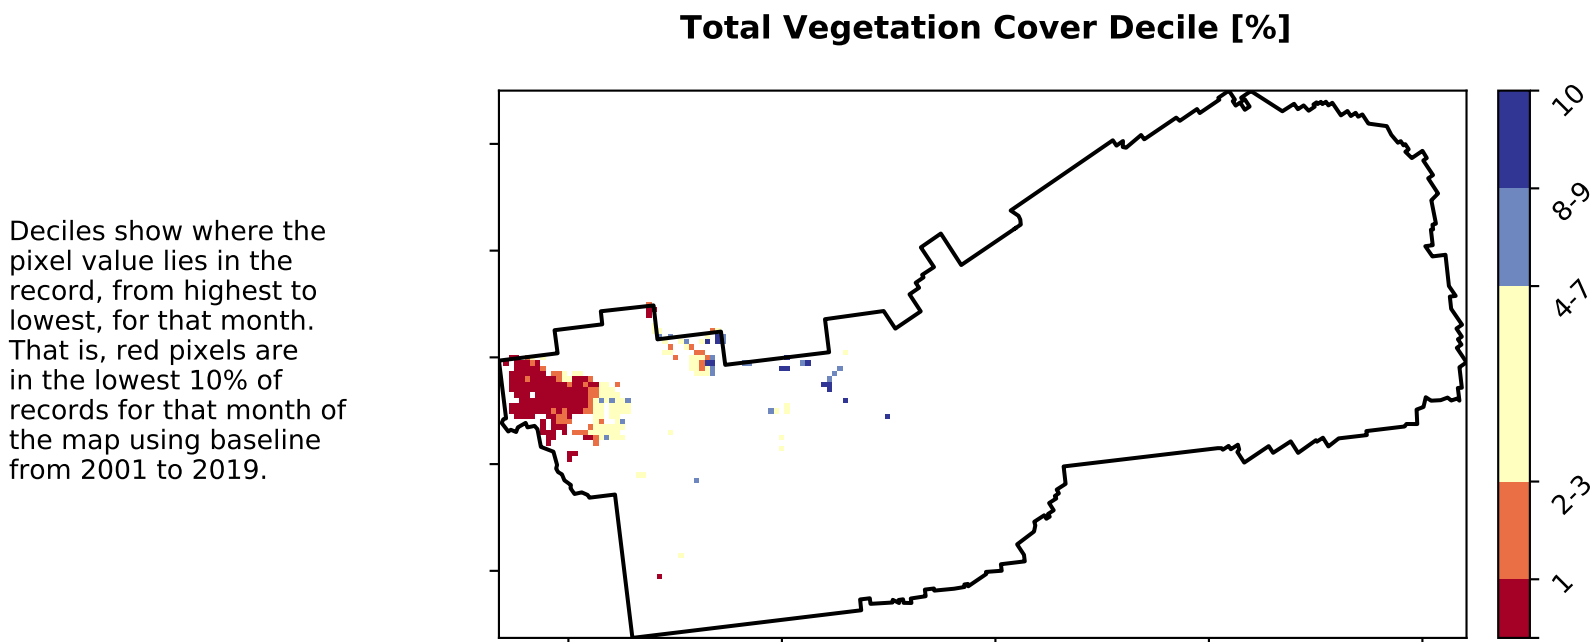 Total Vegetation Cover Decile [%]
Deciles show where the
pixel value lies in the
record, from highest to
lowest, for that month.
That is, red pixels are
in the lowest 10% of
records for that month of
the map using baseline
from 2001 to 2019.
10
8-9
4-7
2-3
1